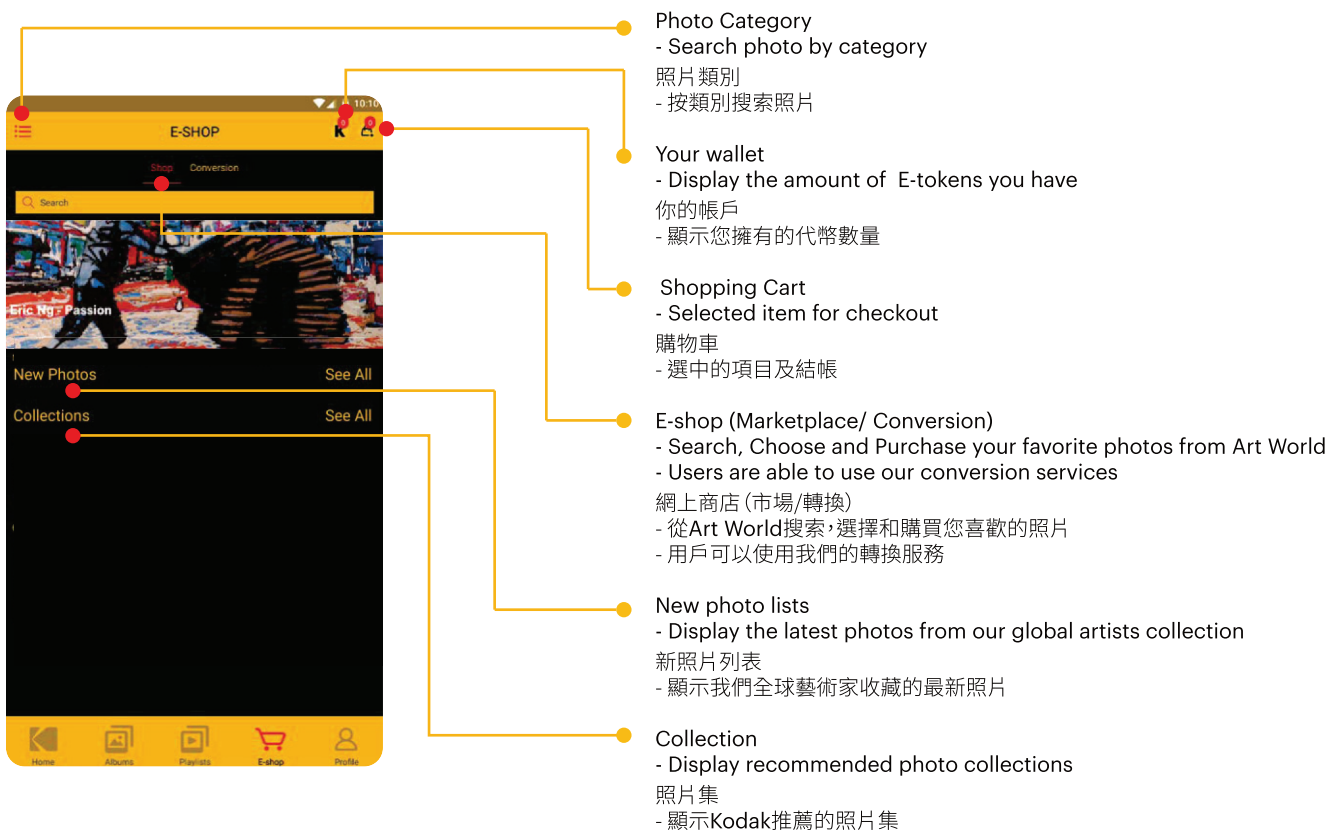 10:10
E-SHOP
K
0
0
Shop Conversion
Search
Eric Ng - Passion
New Photos See All
Collections See All
Home Albums Playlists E-shop Profile
Photo Category
- Search photo by category
照片類別
- 按類別搜索照片
Your wallet
- Display the amount of E-tokens you have
你的帳戶
- 顯示您擁有的代幣數量
Shopping Cart
- Selected item for checkout
購物車
- 選中的項目及結帳
E-shop (Marketplace/ Conversion)
- Search, Choose and Purchase your favorite photos from Art World
- Users are able to use our conversion services
網上商店（市場/轉換）
- 從Art World搜索，選擇和購買您喜歡的照片
- 用戶可以使用我們的轉換服務
New photo lists
- Display the latest photos from our global artists collection
新照片列表
- 顯示我們全球藝術家收藏的最新照片
Collection
- Display recommended photo collections
照片集
- 顯示Kodak推薦的照片集